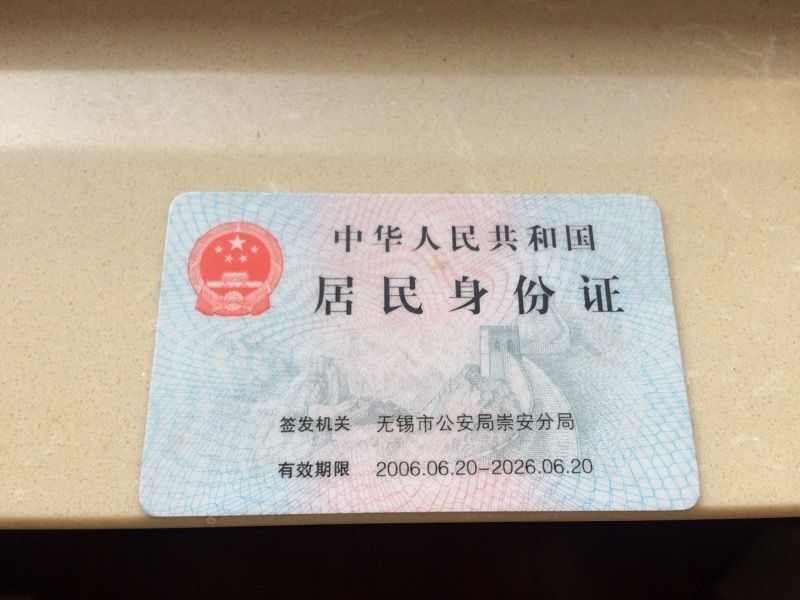 中华人民共和国
居民身份证
签发机关 无锡市公安局崇安分局
有效期限 2006.06.20-2026.06.20